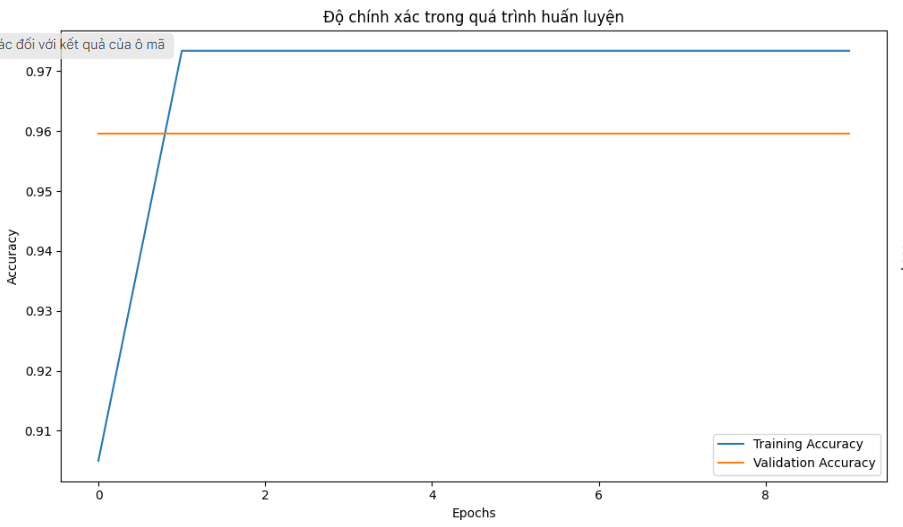 Độ chính xác trong quá trình huấn luyện
ác đối với kết quả của ô mã
0.97
0.96
0.95
0.94
0.93
0.92
0.91
Accuracy
Training Accuracy
Validation Accuracy
0 2 4 6 8
Epochs